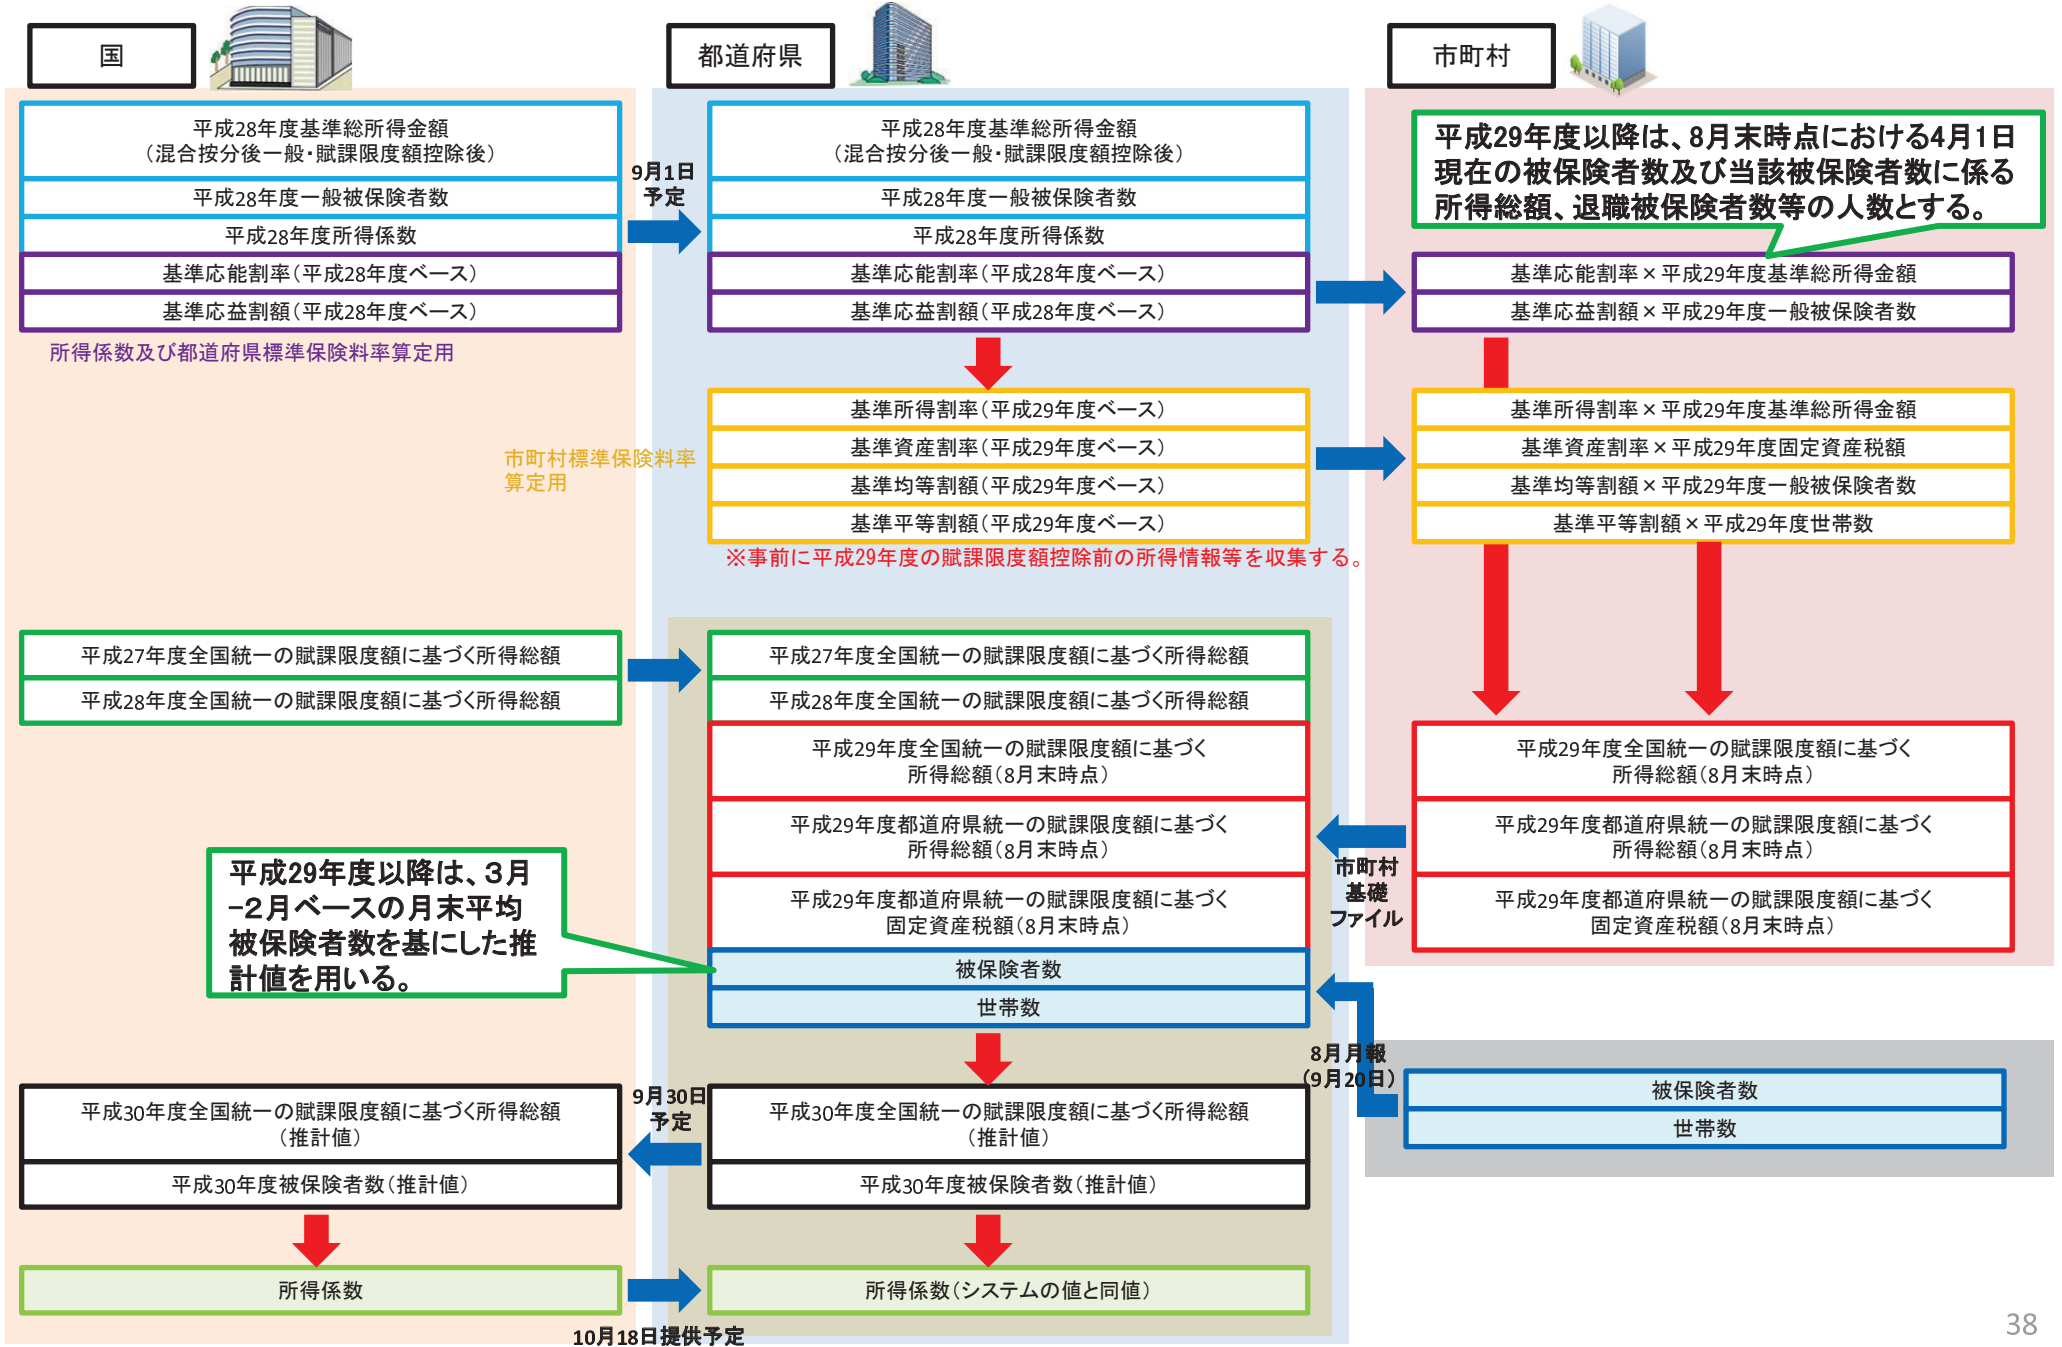 国
都道府県
市町村
平成28年度基準総所得金額
（混合按分後一般・賦課限度額控除後）
平成28年度一般被保険者数
平成28年度所得係数
基準応能割率（平成28年度ベース）
基準応益割額（平成28年度ベース）
所得係数及び都道府県標準保険料率算定用
9月1日
予定
平成28年度基準総所得金額
（混合按分後一般・賦課限度額控除後）
平成28年度一般被保険者数
平成28年度所得係数
基準応能割率（平成28年度ベース）
基準応益割額（平成28年度ベース）
平成29年度以降は、8月末時点における4月1日
現在の被保険者数及び当該被保険者数に係る
所得総額、退職被保険者数等の人数とする。
基準応能割率×平成29年度基準総所得金額
基準応益割額×平成29年度一般被保険者数
市町村標準保険料率
算定用
基準所得割率（平成29年度ベース）
基準資産割率（平成29年度ベース）
基準均等割額（平成29年度ベース）
基準平等割額（平成29年度ベース）
※事前に平成29年度の賦課限度額控除前の所得情報等を収集する。
基準所得割率×平成29年度基準総所得金額
基準資産割率×平成29年度固定資産税額
基準均等割額×平成29年度一般被保険者数
基準平等割額×平成29年度世帯数
平成27年度全国統一の賦課限度額に基づく所得総額
平成28年度全国統一の賦課限度額に基づく所得総額
平成27年度全国統一の賦課限度額に基づく所得総額
平成28年度全国統一の賦課限度額に基づく所得総額
平成29年度全国統一の賦課限度額に基づく
所得総額（8月末時点）
平成29年度都道府県統一の賦課限度額に基づく
所得総額（8月末時点）
平成29年度都道府県統一の賦課限度額に基づく
固定資産税額（8月末時点）
被保険者数
世帯数
平成29年度全国統一の賦課限度額に基づく
所得総額（8月末時点）
平成29年度都道府県統一の賦課限度額に基づく
所得総額（8月末時点）
平成29年度都道府県統一の賦課限度額に基づく
固定資産税額（8月末時点）
市町村
基礎
ファイル
平成29年度以降は、３月
−２月ベースの月末平均
被保険者数を基にした推
計値を用いる。
8月月報
（9月20日）
被保険者数
世帯数
平成30年度全国統一の賦課限度額に基づく所得総額
（推計値）
平成30年度被保険者数（推計値）
9月30日
予定
平成30年度全国統一の賦課限度額に基づく所得総額
（推計値）
平成30年度被保険者数（推計値）
所得係数
所得係数（システムの値と同値）
10月18日提供予定
38